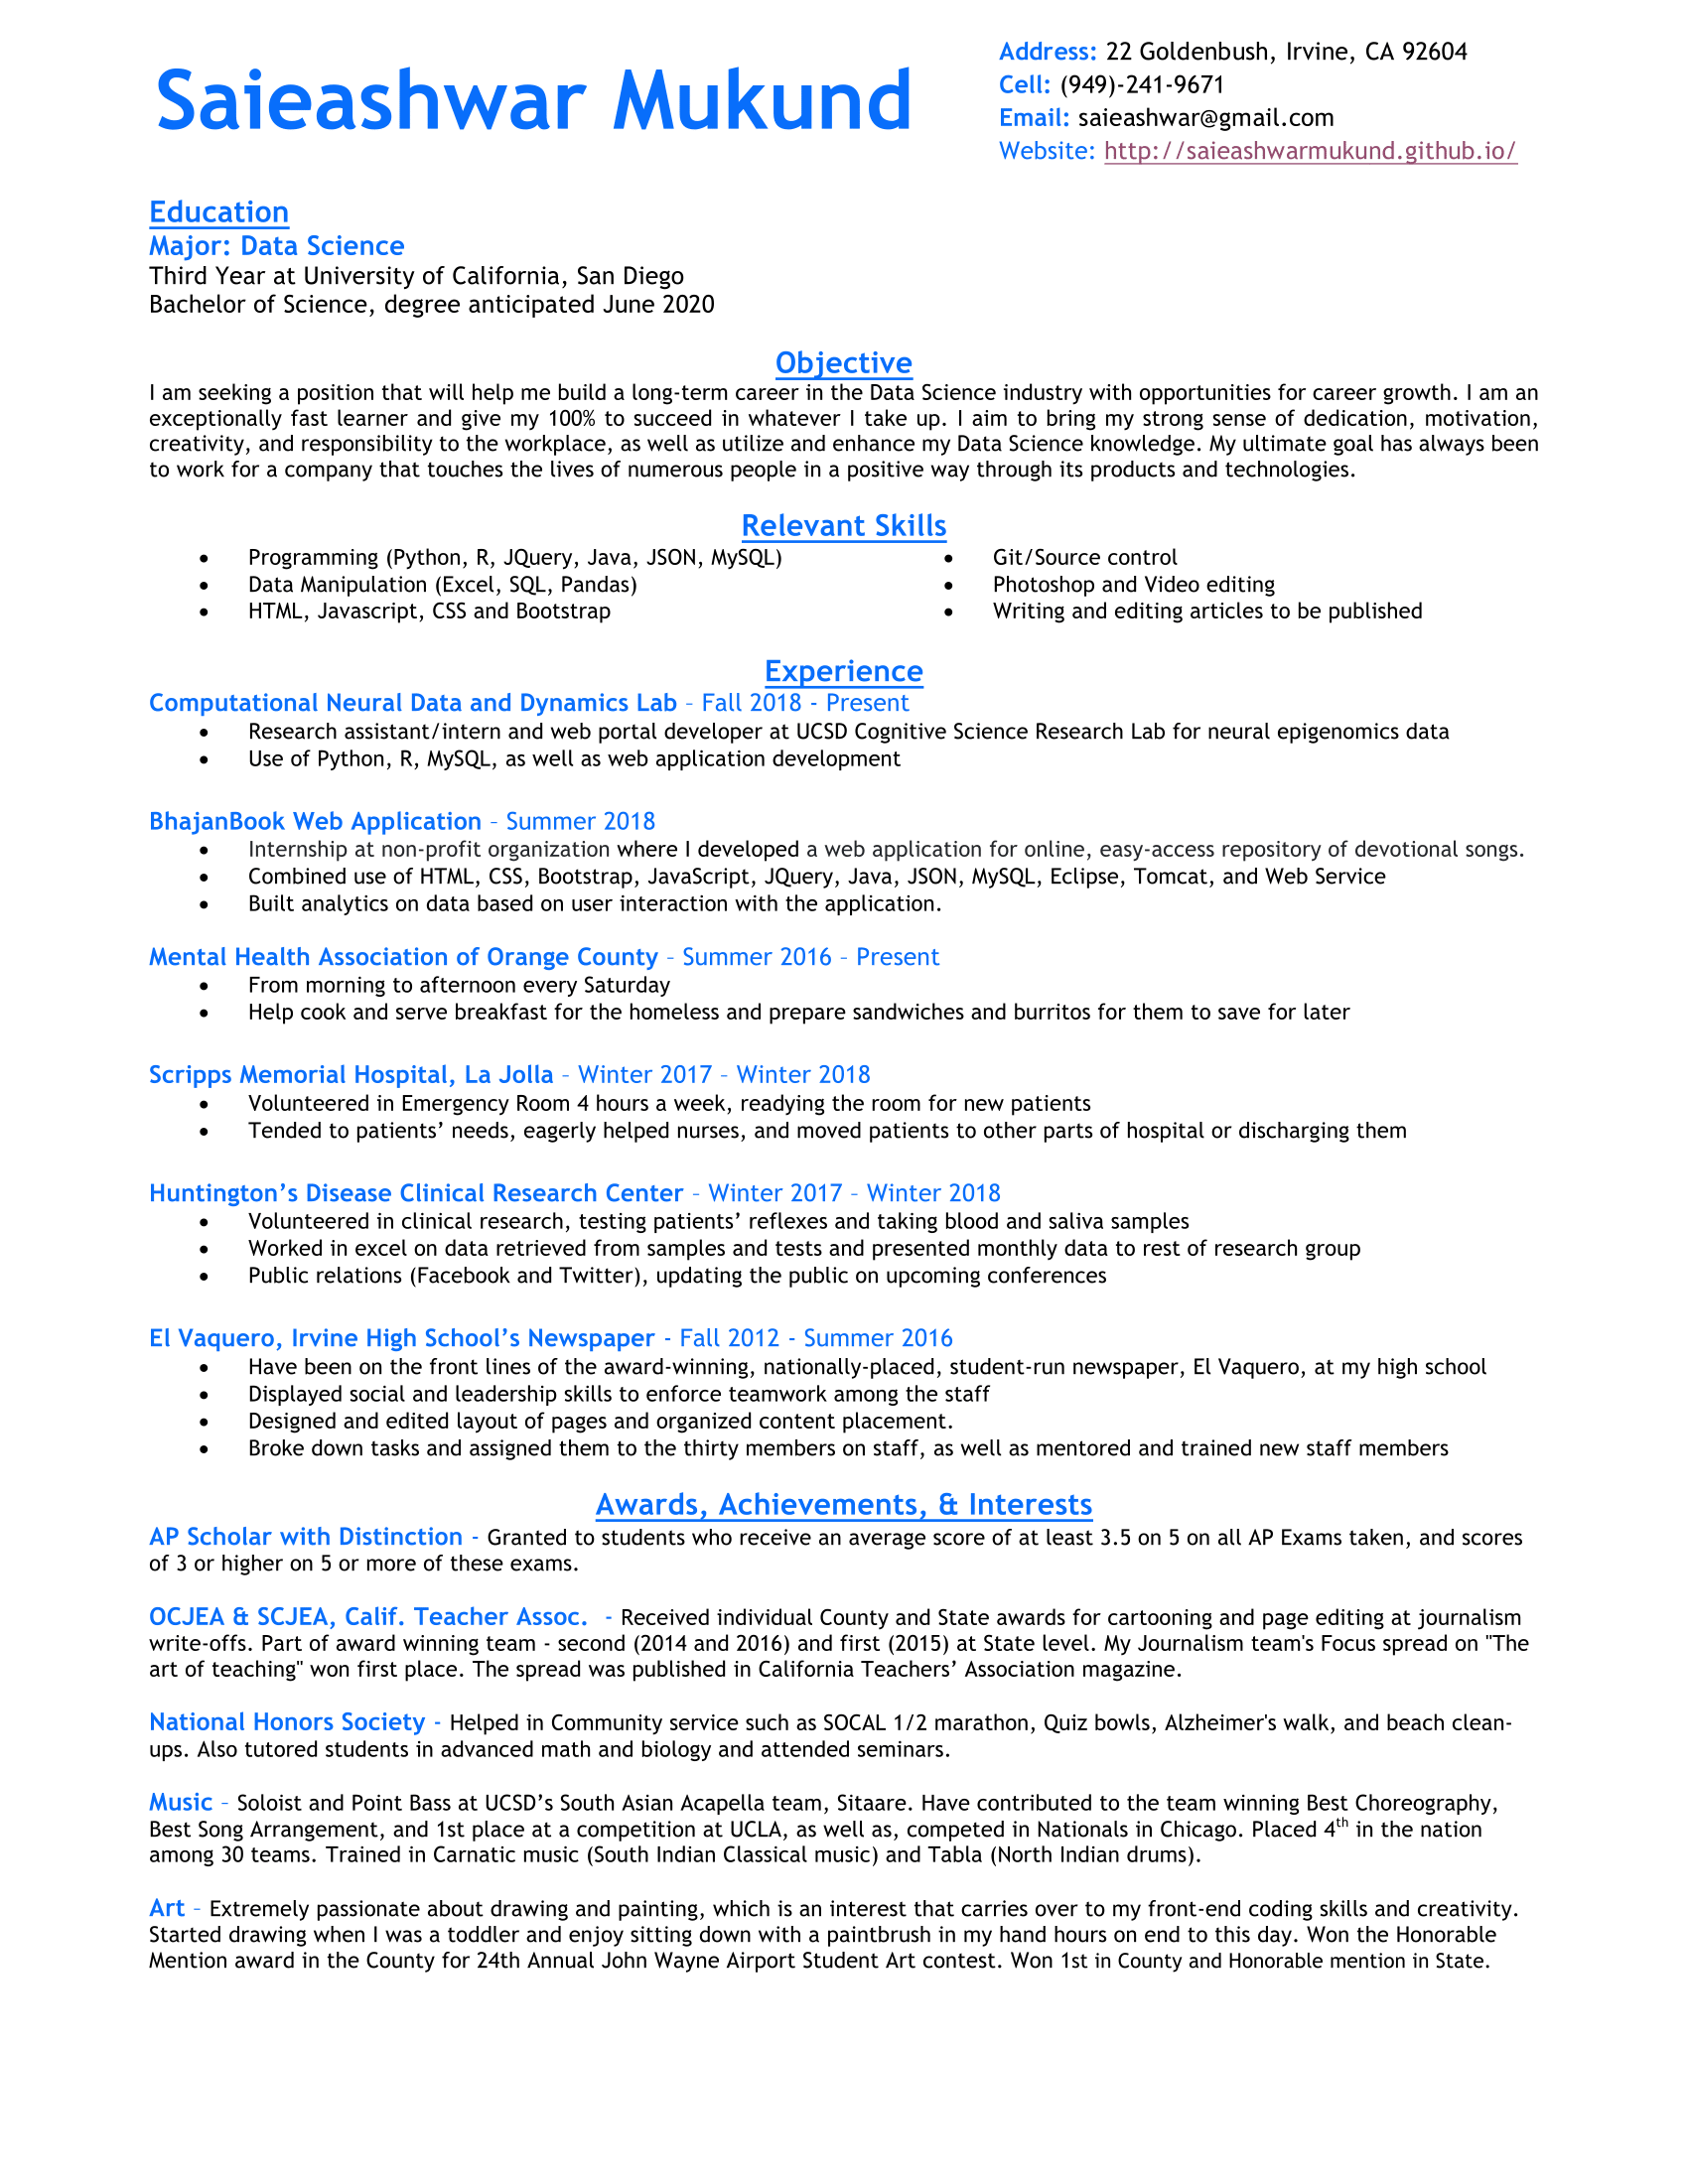 Saieashwar Mukund
Address: 22 Goldenbush, Irvine, CA 92604
Cell: (949)-241-9671
Email: saieashwar@gmail.com
Website: http://saieashwarmukund.github.io/
Education
Major: Data Science
Third Year at University of California, San Diego
Bachelor of Science, degree anticipated June 2020
Objective
I am seeking a position that will help me build a long-term career in the Data Science industry with opportunities for career growth. I am an
exceptionally fast learner and give my 100% to succeed in whatever I take up. I aim to bring my strong sense of dedication, motivation,
creativity, and responsibility to the workplace, as well as utilize and enhance my Data Science knowledge. My ultimate goal has always been
to work for a company that touches the lives of numerous people in a positive way through its products and technologies.
Relevant Skills
• Programming (Python, R, JQuery, Java, JSON, MySQL)
• Data Manipulation (Excel, SQL, Pandas)
• HTML, Javascript, CSS and Bootstrap
• Git/Source control
• Photoshop and Video editing
• Writing and editing articles to be published
Experience
Computational Neural Data and Dynamics Lab – Fall 2018 - Present
• Research assistant/intern and web portal developer at UCSD Cognitive Science Research Lab for neural epigenomics data
• Use of Python, R, MySQL, as well as web application development
BhajanBook Web Application – Summer 2018
• Internship at non-profit organization where I developed a web application for online, easy-access repository of devotional songs.
• Combined use of HTML, CSS, Bootstrap, JavaScript, JQuery, Java, JSON, MySQL, Eclipse, Tomcat, and Web Service
• Built analytics on data based on user interaction with the application.
Mental Health Association of Orange County – Summer 2016 – Present
• From morning to afternoon every Saturday
• Help cook and serve breakfast for the homeless and prepare sandwiches and burritos for them to save for later
Scripps Memorial Hospital, La Jolla – Winter 2017 – Winter 2018
• Volunteered in Emergency Room 4 hours a week, readying the room for new patients
• Tended to patients’ needs, eagerly helped nurses, and moved patients to other parts of hospital or discharging them
Huntington’s Disease Clinical Research Center – Winter 2017 – Winter 2018
• Volunteered in clinical research, testing patients’ reflexes and taking blood and saliva samples
• Worked in excel on data retrieved from samples and tests and presented monthly data to rest of research group
• Public relations (Facebook and Twitter), updating the public on upcoming conferences
El Vaquero, Irvine High School’s Newspaper - Fall 2012 - Summer 2016
• Have been on the front lines of the award-winning, nationally-placed, student-run newspaper, El Vaquero, at my high school
• Displayed social and leadership skills to enforce teamwork among the staff
• Designed and edited layout of pages and organized content placement.
• Broke down tasks and assigned them to the thirty members on staff, as well as mentored and trained new staff members
Awards, Achievements, & Interests
AP Scholar with Distinction - Granted to students who receive an average score of at least 3.5 on 5 on all AP Exams taken, and scores
of 3 or higher on 5 or more of these exams.
OCJEA & SCJEA, Calif. Teacher Assoc. - Received individual County and State awards for cartooning and page editing at journalism
write-offs. Part of award winning team - second (2014 and 2016) and first (2015) at State level. My Journalism team's Focus spread on "The
art of teaching" won first place. The spread was published in California Teachers’ Association magazine.
National Honors Society - Helped in Community service such as SOCAL 1/2 marathon, Quiz bowls, Alzheimer's walk, and beach clean-
ups. Also tutored students in advanced math and biology and attended seminars.
Music – Soloist and Point Bass at UCSD’s South Asian Acapella team, Sitaare. Have contributed to the team winning Best Choreography,
Best Song Arrangement, and 1st place at a competition at UCLA, as well as, competed in Nationals in Chicago. Placed 4th in the nation
among 30 teams. Trained in Carnatic music (South Indian Classical music) and Tabla (North Indian drums).
Art – Extremely passionate about drawing and painting, which is an interest that carries over to my front-end coding skills and creativity.
Started drawing when I was a toddler and enjoy sitting down with a paintbrush in my hand hours on end to this day. Won the Honorable
Mention award in the County for 24th Annual John Wayne Airport Student Art contest. Won 1st in County and Honorable mention in State.